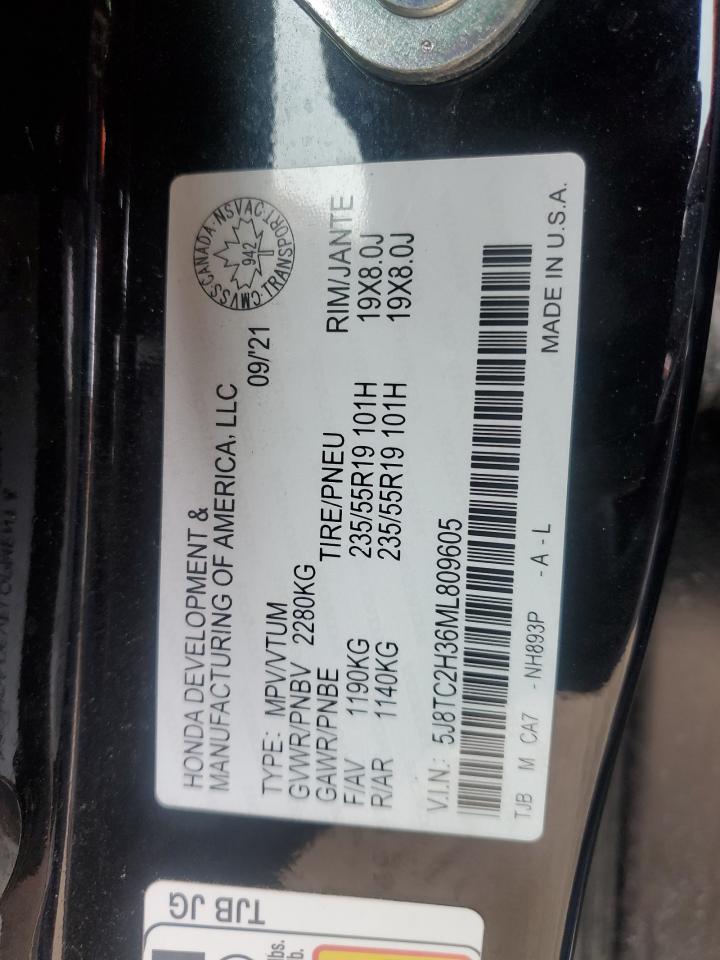 HONDA DEVELOPMENT &
MANUFACTURING OF AMERICA, LLC
09/'21
CMVSS CANADA-NSVAC TRANSPORT
942
TYPE: MPV/VTUM
GVWR/PNBV 2280KG
GAWR/PNBE TIRE/PNEU RIM/JANTE
F/AV 1190KG 235/55R19 101H 19X8.0J
R/AR 1140KG 235/55R19 101H 19X8.0J
V.I.N.: 5J8TC2H36ML809605
TJB M CA7 -NH893P -A-L
MADE IN U.S.A.
TJB JG
lbs.